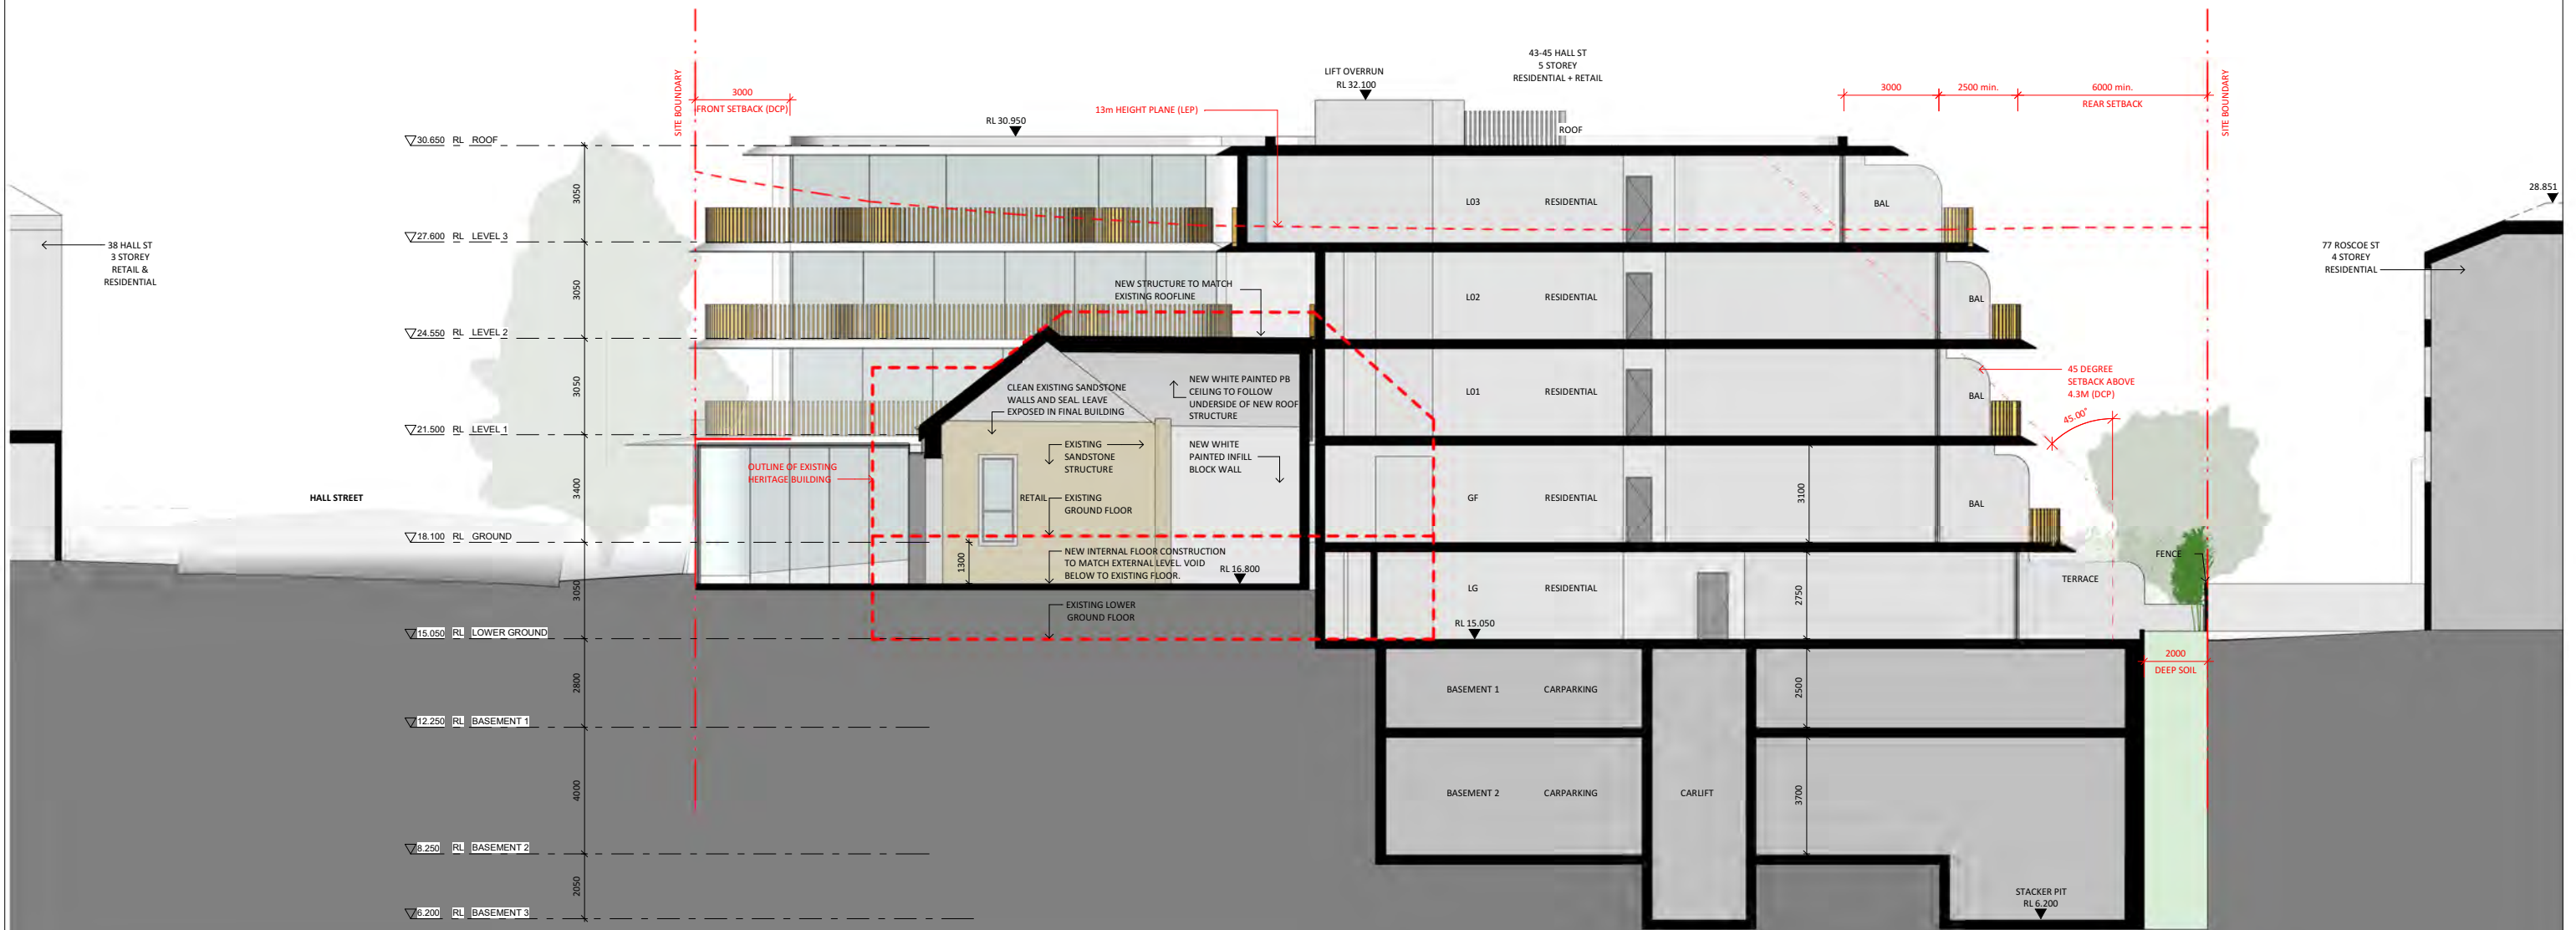 43-45 HALL ST
5 STOREY
RESIDENTIAL + RETAIL
LIFT OVERRUN
RL 32.100
SITE BOUNDARY
3000
FRONT SETBACK (DCP)
13m HEIGHT PLANE (LEP)
3000
2500 min.
6000 min.
REAR SETBACK
SITE BOUNDARY
RL 30.950
ROOF
30.650 RL ROOF
3050
28.851
L03 RESIDENTIAL
BAL
27.600 RL LEVEL 3
38 HALL ST
3 STOREY
RETAIL &
RESIDENTIAL
77 ROSCOE ST
4 STOREY
RESIDENTIAL
3050
NEW STRUCTURE TO MATCH
EXISTING ROOFLINE
L02 RESIDENTIAL
BAL
24.550 RL LEVEL 2
3050
CLEAN EXISTING SANDSTONE
WALLS AND SEAL. LEAVE
EXPOSED IN FINAL BUILDING
NEW WHITE PAINTED PB
CEILING TO FOLLOW
UNDERSIDE OF NEW ROOF
STRUCTURE
L01 RESIDENTIAL
BAL
45 DEGREE
SETBACK ABOVE
4.3M (DCP)
45.00°
21.500 RL LEVEL 1
EXISTING
SANDSTONE
STRUCTURE
NEW WHITE
PAINTED INFILL
BLOCK WALL
OUTLINE OF EXISTING
HERITAGE BUILDING
3400
HALL STREET
RETAIL
EXISTING
GROUND FLOOR
GF RESIDENTIAL
3100
BAL
18.100 RL GROUND
1300
NEW INTERNAL FLOOR CONSTRUCTION
TO MATCH EXTERNAL LEVEL. VOID
BELOW TO EXISTING FLOOR.
RL 16.800
FENCE
TERRACE
3050
LG RESIDENTIAL
2750
EXISTING LOWER
GROUND FLOOR
RL 15.050
15.050 RL LOWER GROUND
2000
DEEP SOIL
2800
BASEMENT 1 CARPARKING
2500
12.250 RL BASEMENT 1
4000
BASEMENT 2 CARPARKING
CARLIFT
3700
8.250 RL BASEMENT 2
2050
STACKER PIT
RL 6.200
6.200 RL BASEMENT 3